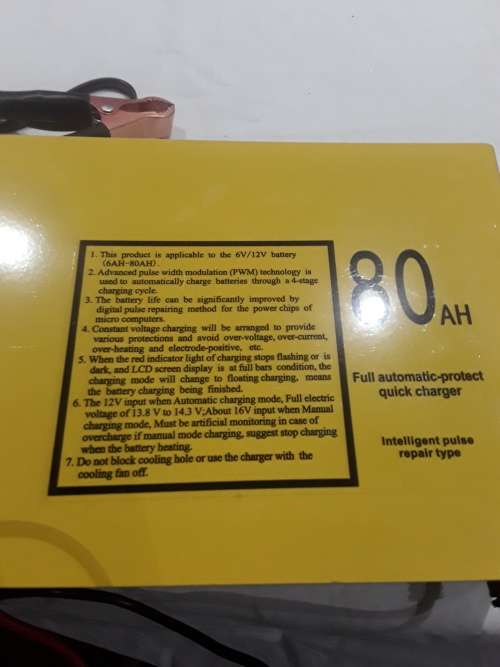 1. This product is applicable to the 6V/12V battery
(6AH-80AH).
2. Advanced pulse width modulation (PWM) technology is
used to automatically charge batteries through a 4-stage
charging cycle.
3. The battery life can be significantly improved by
digital pulse repairing method for the power chips of
micro computers.
4. Constant voltage charging will be arranged to provide
various protections and avoid over-voltage, over-current,
over-heating and electrode-positive, etc.
5. When the red indicator light of charging stops flashing or is
dark, and LCD screen display is at full bars condition, the
charging mode will change to floating charging, means
the battery charging being finished.
6. The 12V input when Automatic charging mode, Full electric
voltage of 13.8 V to 14.3 V;About 16V input when Manual
charging mode, Must be artificial monitoring in case of
overcharge if manual mode charging, suggest stop charging
when the battery heating.
7. Do not block cooling hole or use the charger with the
cooling fan off.
80AH
Full automatic-protect
quick charger
Intelligent pulse
repair type